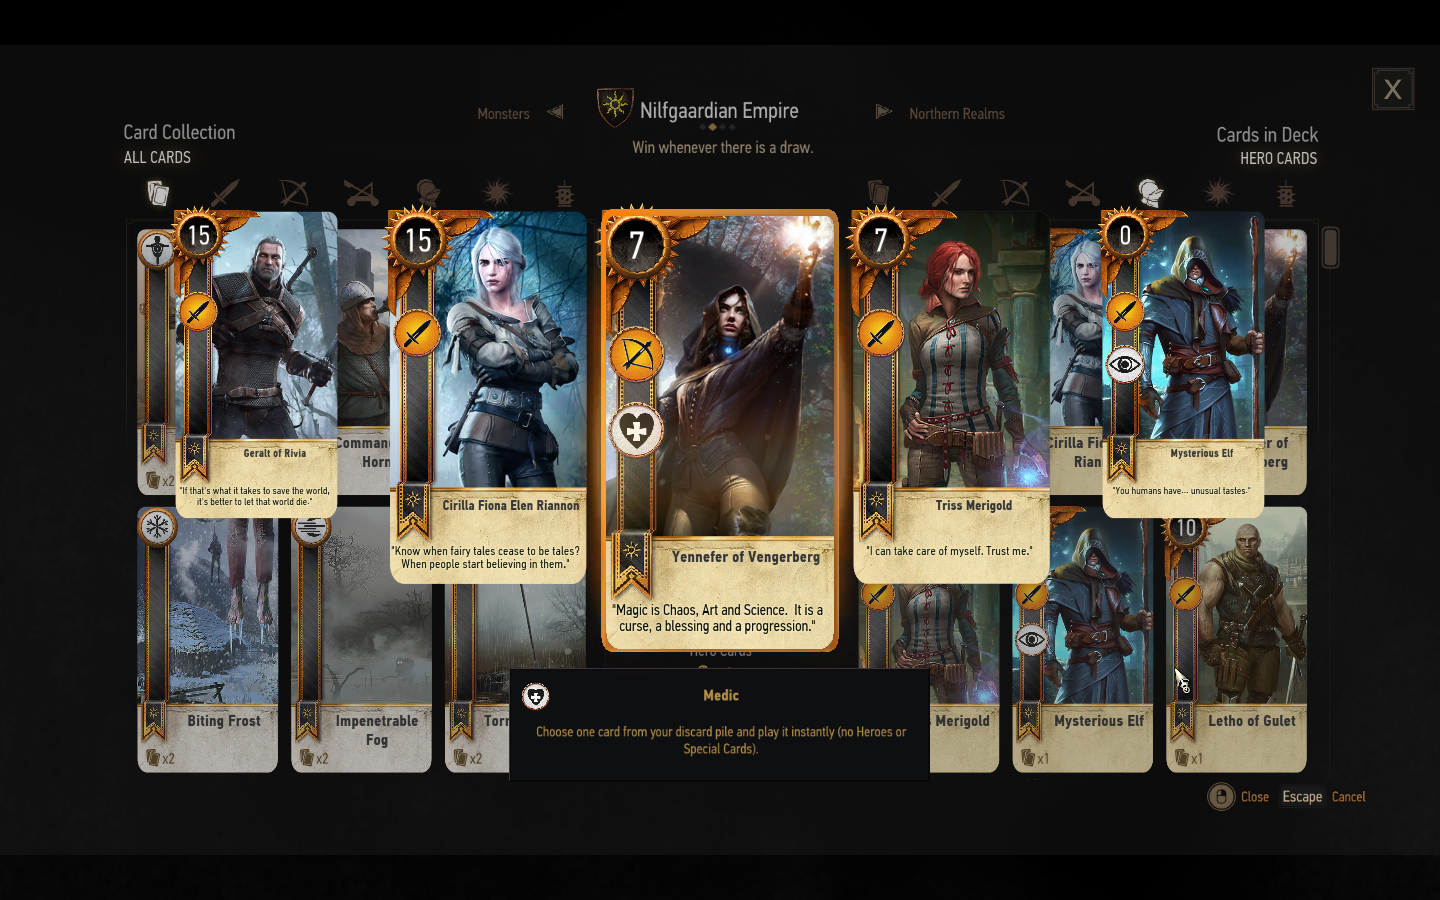 Monsters
Nilfgaardian Empire
Northern Realms
Win whenever there is a draw.
Card Collection
ALL CARDS
Cards in Deck
HERO CARDS
X
15
Geralt of Rivia
"If that's what it takes to save the world,
it's better to let that world die."
15
Cirilla Fiona Elen Riannon
"Know when fairy tales cease to be tales?
When people start believing in them."
7
Yennefer of Vengerberg
"Magic is Chaos, Art and Science. It is a
curse, a blessing and a progression."
7
Triss Merigold
"I can take care of myself. Trust me."
0
Mysterious Elf
"You humans have... unusual tastes."
x2
Biting Frost
x2
Impenetrable
Fog
x2
x2
Hero Cards
Merigold
Mysterious Elf
x1
10
Letho of Gulet
x1
Medic
Choose one card from your discard pile and play it instantly (no Heroes or
Special Cards).
Close
Escape
Cancel